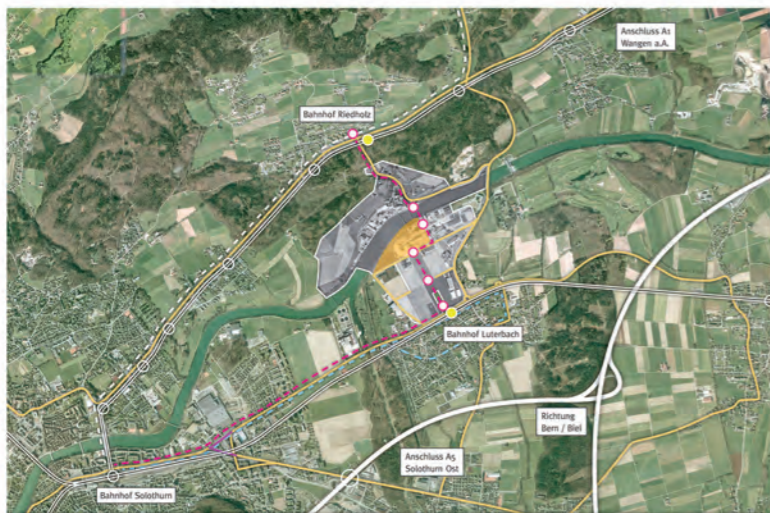 Anschluss A1
Wangen a.A.
Bahnhof Riedholz
Bahnhof Luterbach
Richtung
Bern / Biel
Anschluss A5
Solothurn Ost
Bahnhof Solothurn